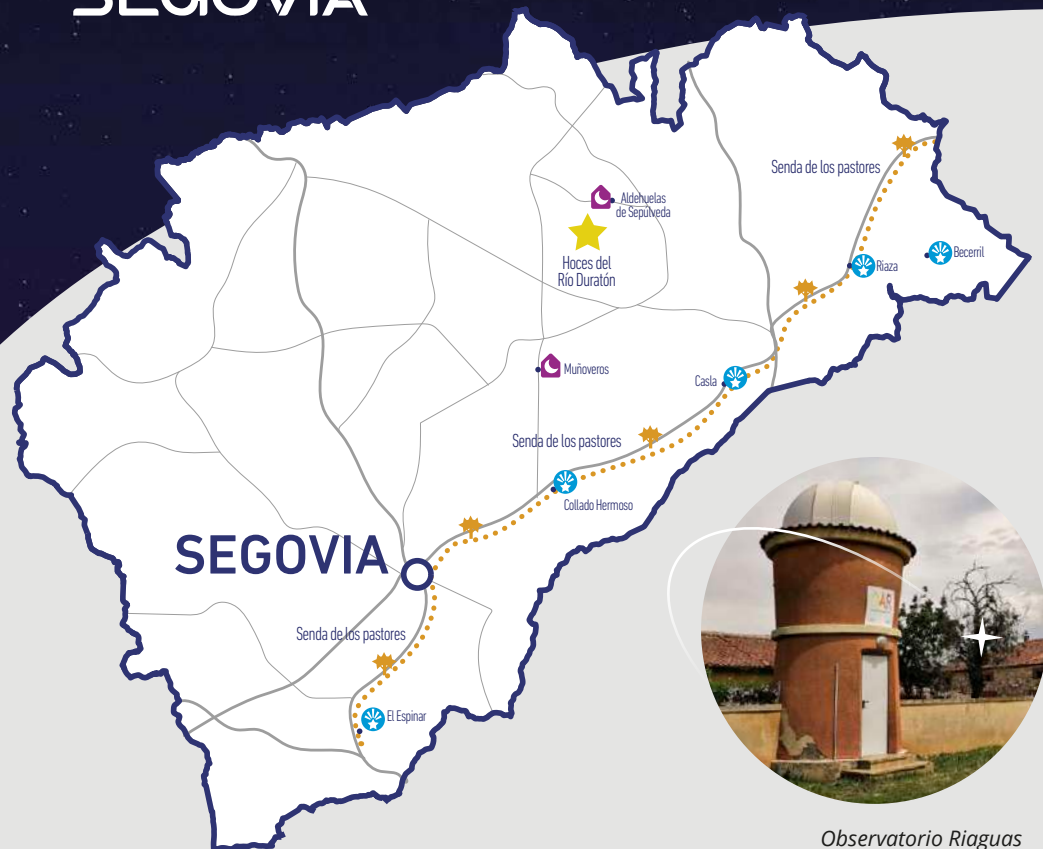 SEGOVIA
Senda de los pastores
Aldehuelas
de Sepúlveda
Hoces del
Río Duratón
Becerril
Riaza
Muñoveros
Casla
Senda de los pastores
Collado Hermoso
SEGOVIA
Senda de los pastores
El Espinar
Observatorio Riaguas